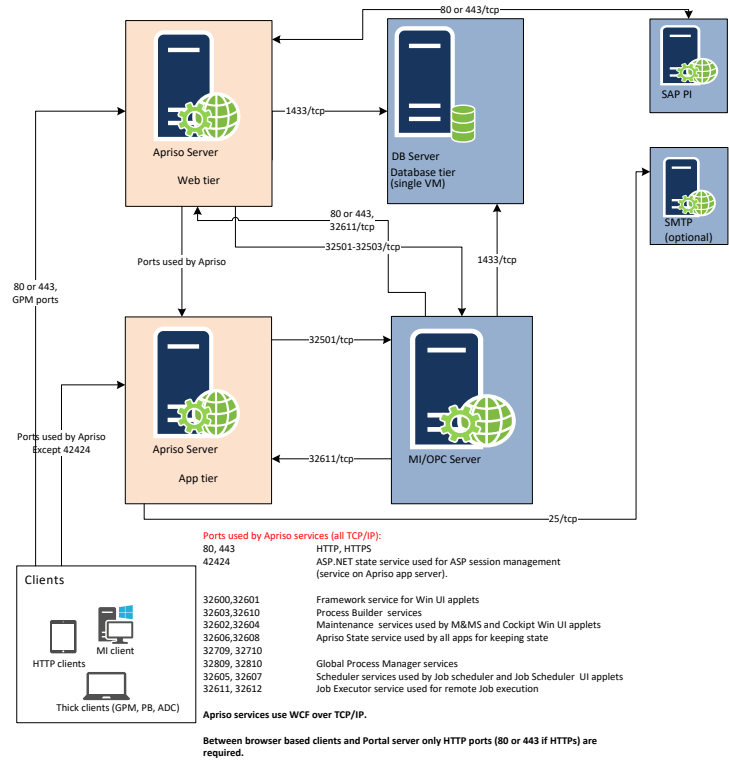 80 or 443/tcp
SAP PI
1433/tcp
Apriso Server
Web tier
DB Server
Database tier
(single VM)
SMTP
(optional)
80 or 443,
32611/tcp
32501-32503/tcp
Ports used by Apriso
1433/tcp
80 or 443,
GPM ports
32501/tcp
Ports used by Apriso
Except 42424
Apriso Server
App tier
MI/OPC Server
32611/tcp
25/tcp
Ports used by Apriso services (all TCP/IP):
80, 443 HTTP, HTTPS
42424 ASP.NET state service used for ASP session management
(service on Apriso app server).
32600,32601 Framework service for Win UI applets
32603,32610 Process Builder services
32602,32604 Maintenance services used by M&MS and Cockipt Win UI applets
32606,32608 Apriso State service used by all apps for keeping state
32709, 32710
32809, 32810 Global Process Manager services
32605, 32607 Scheduler services used by Job scheduler and Job Scheduler UI applets
32611, 32612 Job Executor service used for remote Job execution
Apriso services use WCF over TCP/IP.
Between browser based clients and Portal server only HTTP ports (80 or 443 if HTTPs) are
required.
Clients
MI client
HTTP clients
Thick clients (GPM, PB, ADC)